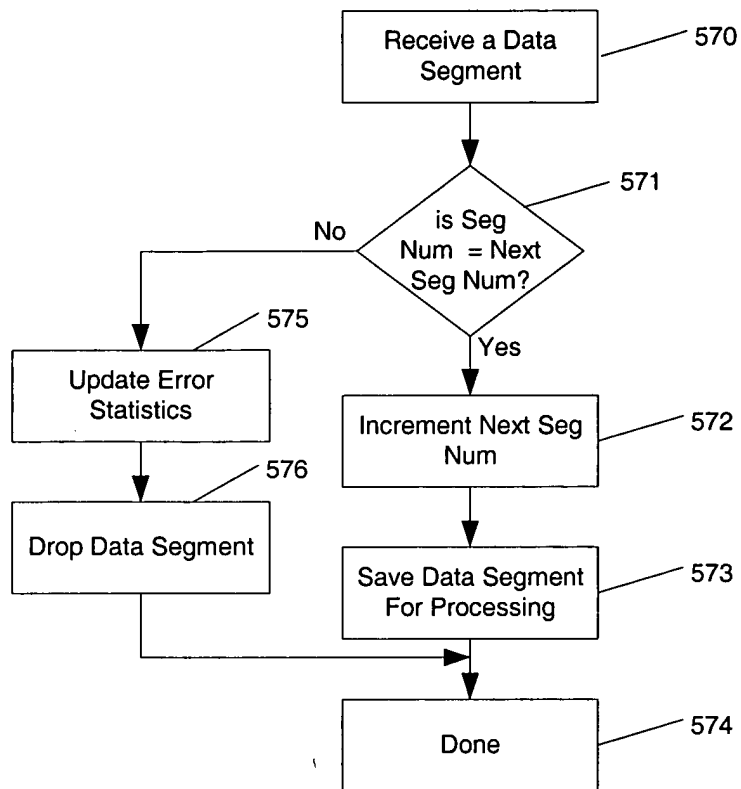 Receive a Data
Segment
570
571
is Seg
Num = Next
Seg Num?
No
Yes
575
Update Error
Statistics
Increment Next Seg
Num
572
576
Drop Data Segment
Save Data Segment
For Processing
573
Done
574